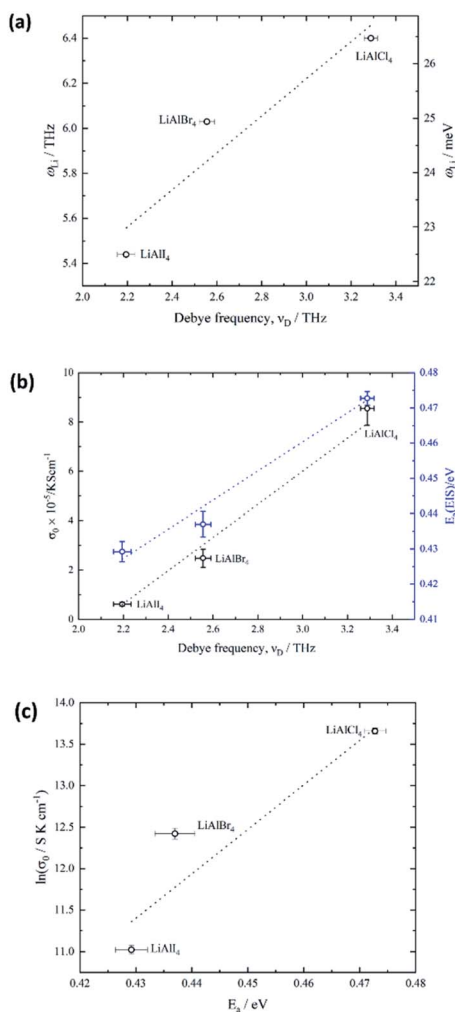 (a)
6.4
6.2
6.0
5.8
5.6
5.4
ω_Li / THz
26
25
24
23
22
ω_Li / meV
LiAlCl₄
LiAlBr₄
LiAlI₄
2.0 2.2 2.4 2.6 2.8 3.0 3.2 3.4
Debye frequency, ν_D / THz
(b)
10
8
6
4
2
0
σ₀ × 10⁻⁵/KScm⁻¹
0.48
0.47
0.46
0.45
0.44
0.43
0.42
0.41
Eₐ(EIS)/eV
LiAlCl₄
LiAlBr₄
LiAlI₄
2.0 2.2 2.4 2.6 2.8 3.0 3.2 3.4
Debye frequency, ν_D / THz
(c)
14.0
13.5
13.0
12.5
12.0
11.5
11.0
ln(σ₀ / S K cm⁻¹)
LiAlCl₄
LiAlBr₄
LiAlI₄
0.42 0.43 0.44 0.45 0.46 0.47 0.48
Eₐ / eV